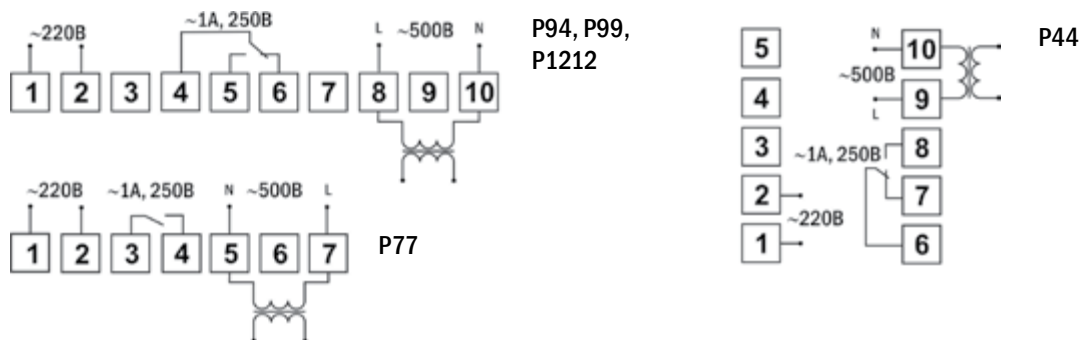 ~220В ~1А, 250В L ~500В N
1 2 3 4 5 6 7 8 9 10
P94, P99,
P1212
~220В ~1А, 250В N ~500В L
1 2 3 4 5 6 7
P77
5 N 10
~500В
4 L 9
3 ~1А, 250В 8
2 7
~220В
1 6
P44